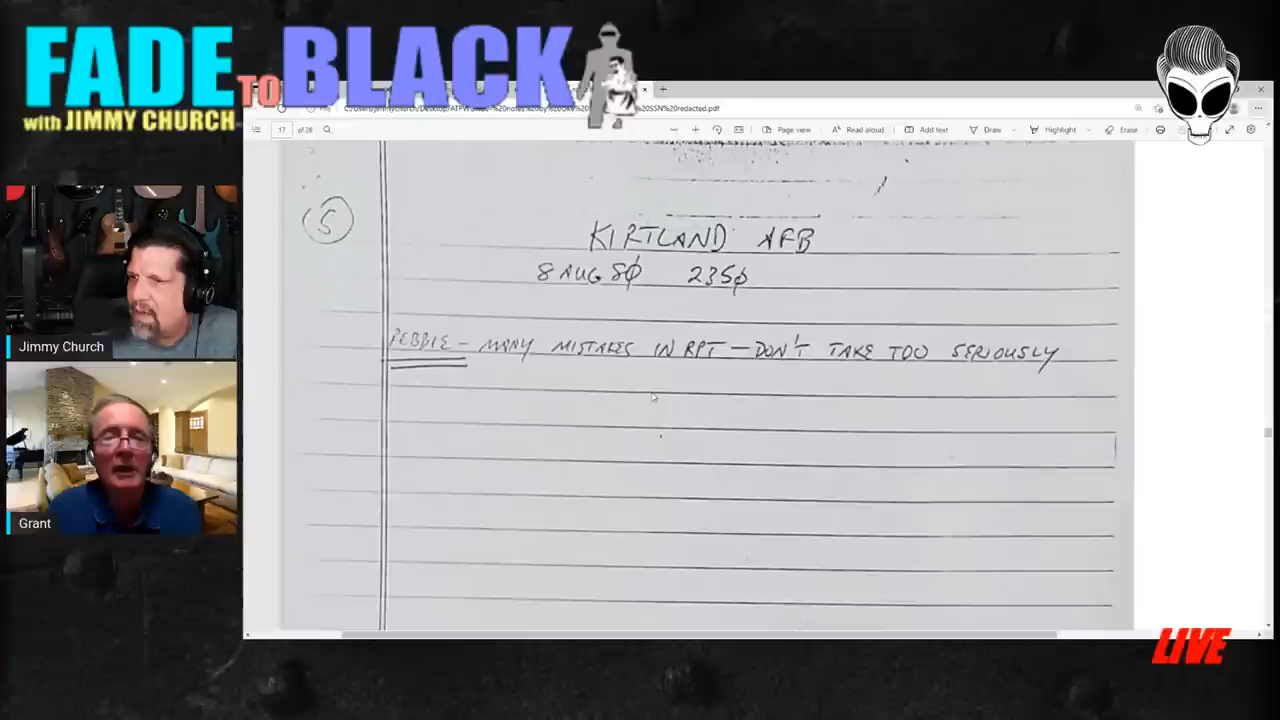 FADE TO BLACK
with JIMMY CHURCH
17 of 28
Page view
Read aloud
Add text
Draw
Highlight
Erase
5
KIRTLAND AFB
8 AUG 8Ø 235Ø
MANY MISTAKES IN RPT – DON'T TAKE TOO SERIOUSLY
Jimmy Church
Grant
LIVE